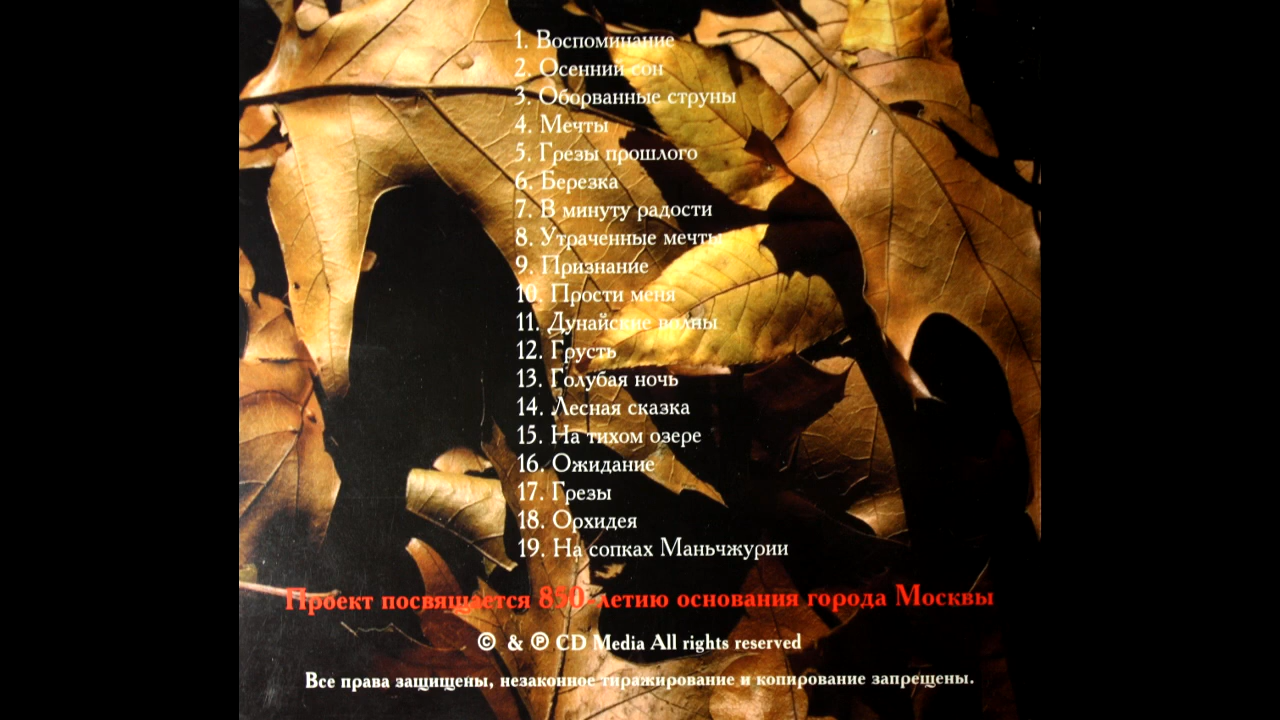 1. Воспоминание
2. Осенний сон
3. Оборванные струны
4. Мечты
5. Грезы прошлого
6. Березка
7. В минуту радости
8. Утраченные мечты
9. Признание
10. Прости меня
11. Дунайские волны
12. Грусть
13. Голубая ночь
14. Лесная сказка
15. На тихом озере
16. Ожидание
17. Грезы
18. Орхидея
19. На сопках Маньчжурии
Проект посвящается 850-летию основания города Москвы
© & ℗ CD Media All rights reserved
Все права защищены, незаконное тиражирование и копирование запрещены.